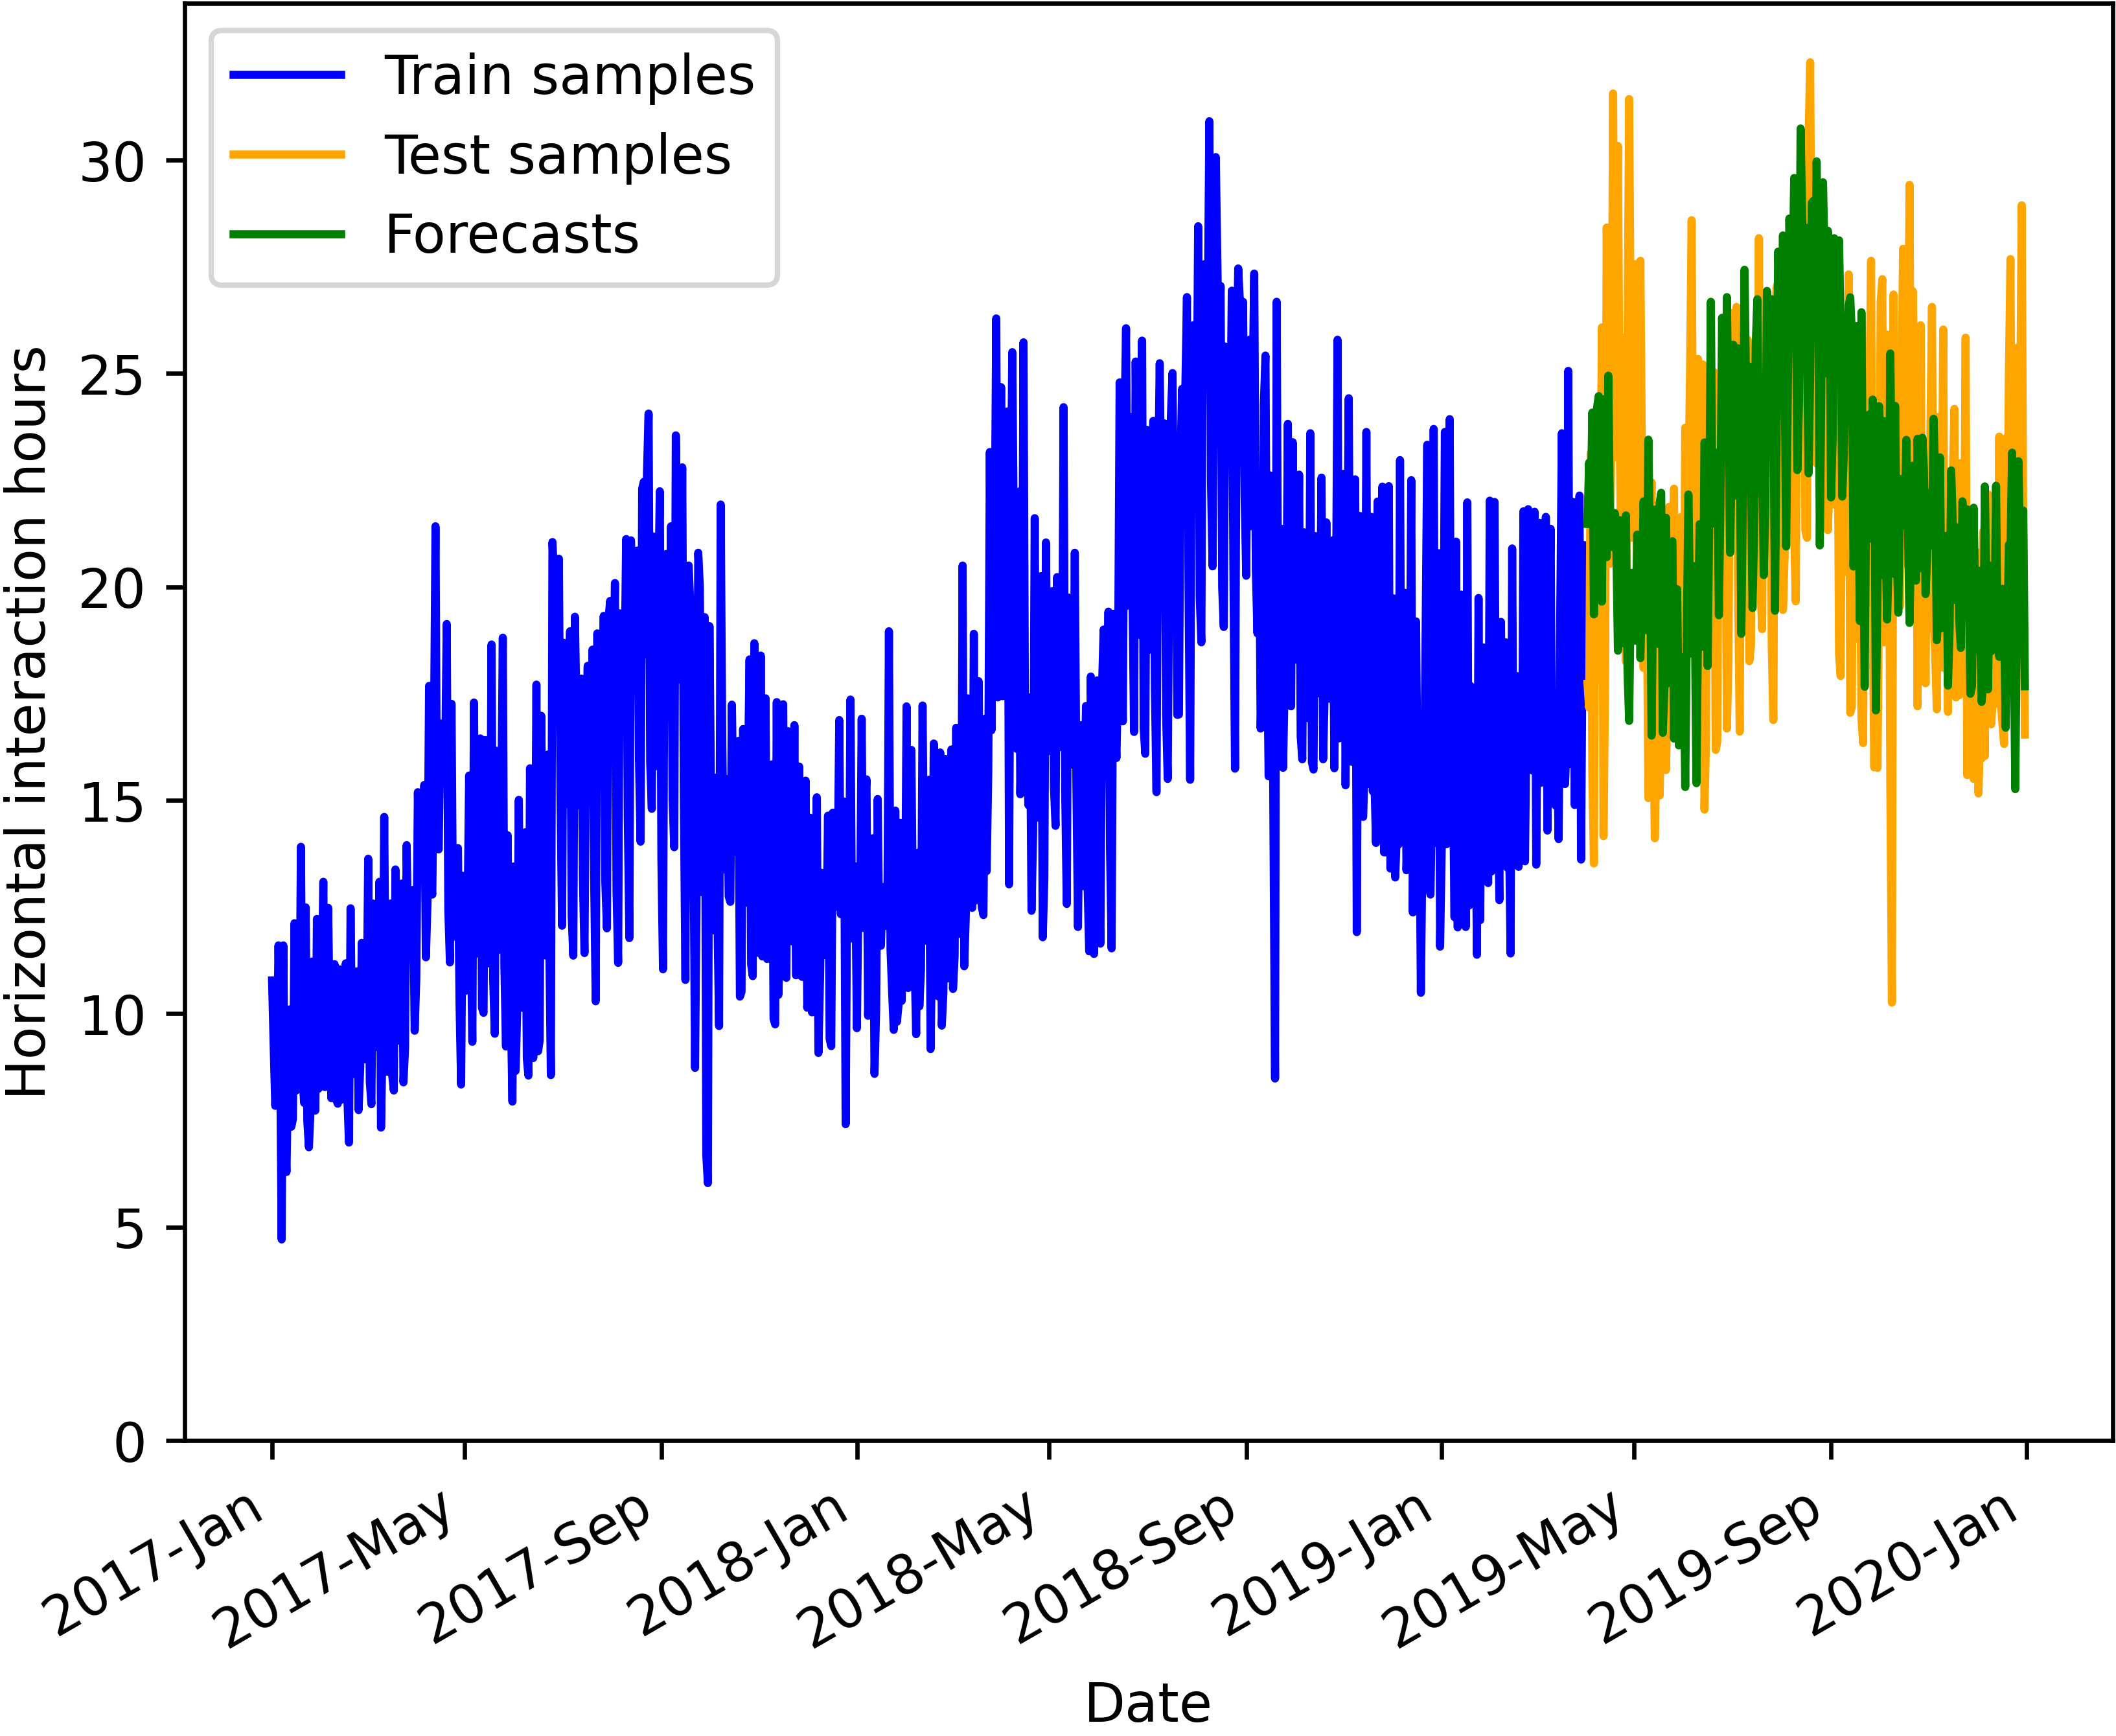 Train samples
Test samples
Forecasts
Horizontal interaction hours
30
25
20
15
10
5
0
2017-Jan
2017-May
2017-Sep
2018-Jan
2018-May
2018-Sep
2019-Jan
2019-May
2019-Sep
2020-Jan
Date